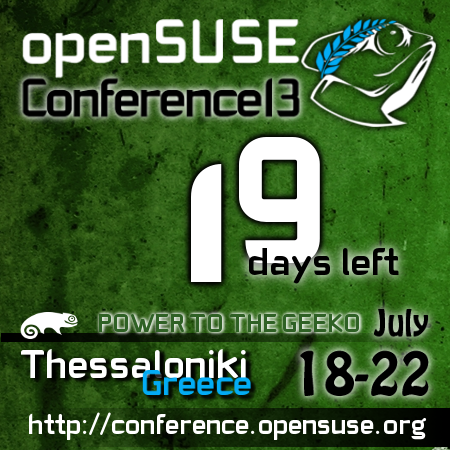 openSUSE
Conference13
19
days left
POWER TO THE GEEKO July
Thessaloniki
Greece
18-22
http://conference.opensuse.org